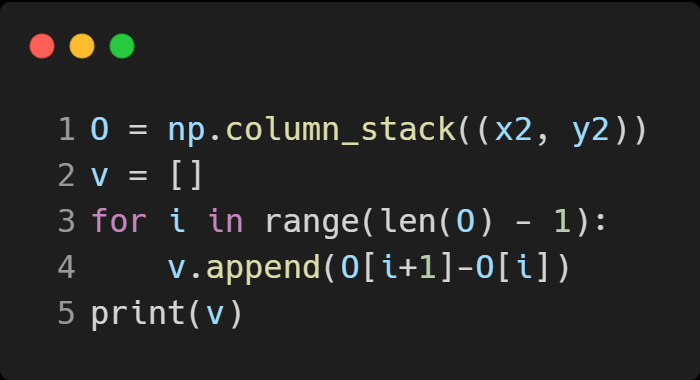 1 O = np.column_stack((x2, y2))
2 v = []
3 for i in range(len(O) - 1):
4     v.append(O[i+1]-O[i])
5 print(v)